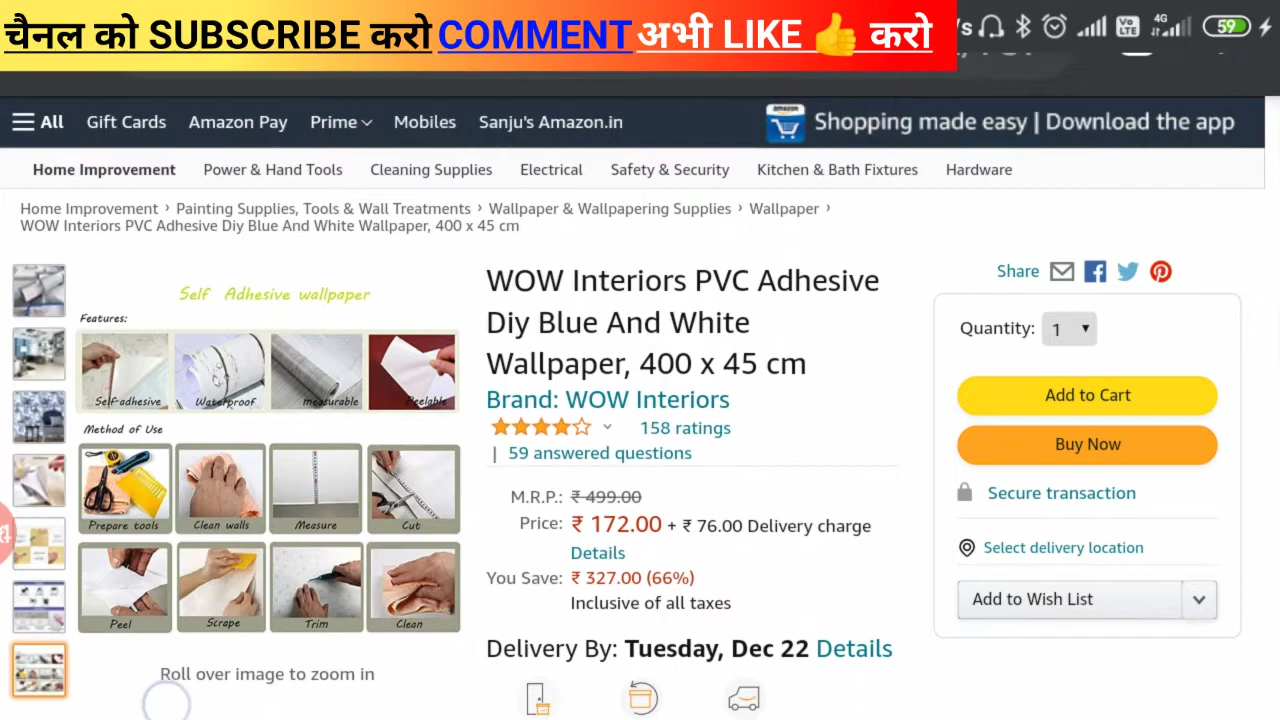 चैनल को SUBSCRIBE करो COMMENT अभी LIKE 👍 करो
Vo LTE 4G 59
All Gift Cards Amazon Pay Prime Mobiles Sanju's Amazon.in
amazon Shopping made easy | Download the app
Home Improvement Power & Hand Tools Cleaning Supplies Electrical Safety & Security Kitchen & Bath Fixtures Hardware
Home Improvement › Painting Supplies, Tools & Wall Treatments › Wallpaper & Wallpapering Supplies › Wallpaper ›
WOW Interiors PVC Adhesive Diy Blue And White Wallpaper, 400 x 45 cm
Self Adhesive wallpaper
Features:
Self-adhesive Waterproof measurable Peelable
Method of Use
Prepare tools Clean walls Measure Cut
Peel Scrape Trim Clean
Roll over image to zoom in
WOW Interiors PVC Adhesive
Diy Blue And White
Wallpaper, 400 x 45 cm
Brand: WOW Interiors
158 ratings
| 59 answered questions
M.R.P.: ₹ 499.00
Price: ₹ 172.00 + ₹ 76.00 Delivery charge
Details
You Save: ₹ 327.00 (66%)
Inclusive of all taxes
Delivery By: Tuesday, Dec 22 Details
Share
Quantity: 1
Add to Cart
Buy Now
Secure transaction
Select delivery location
Add to Wish List